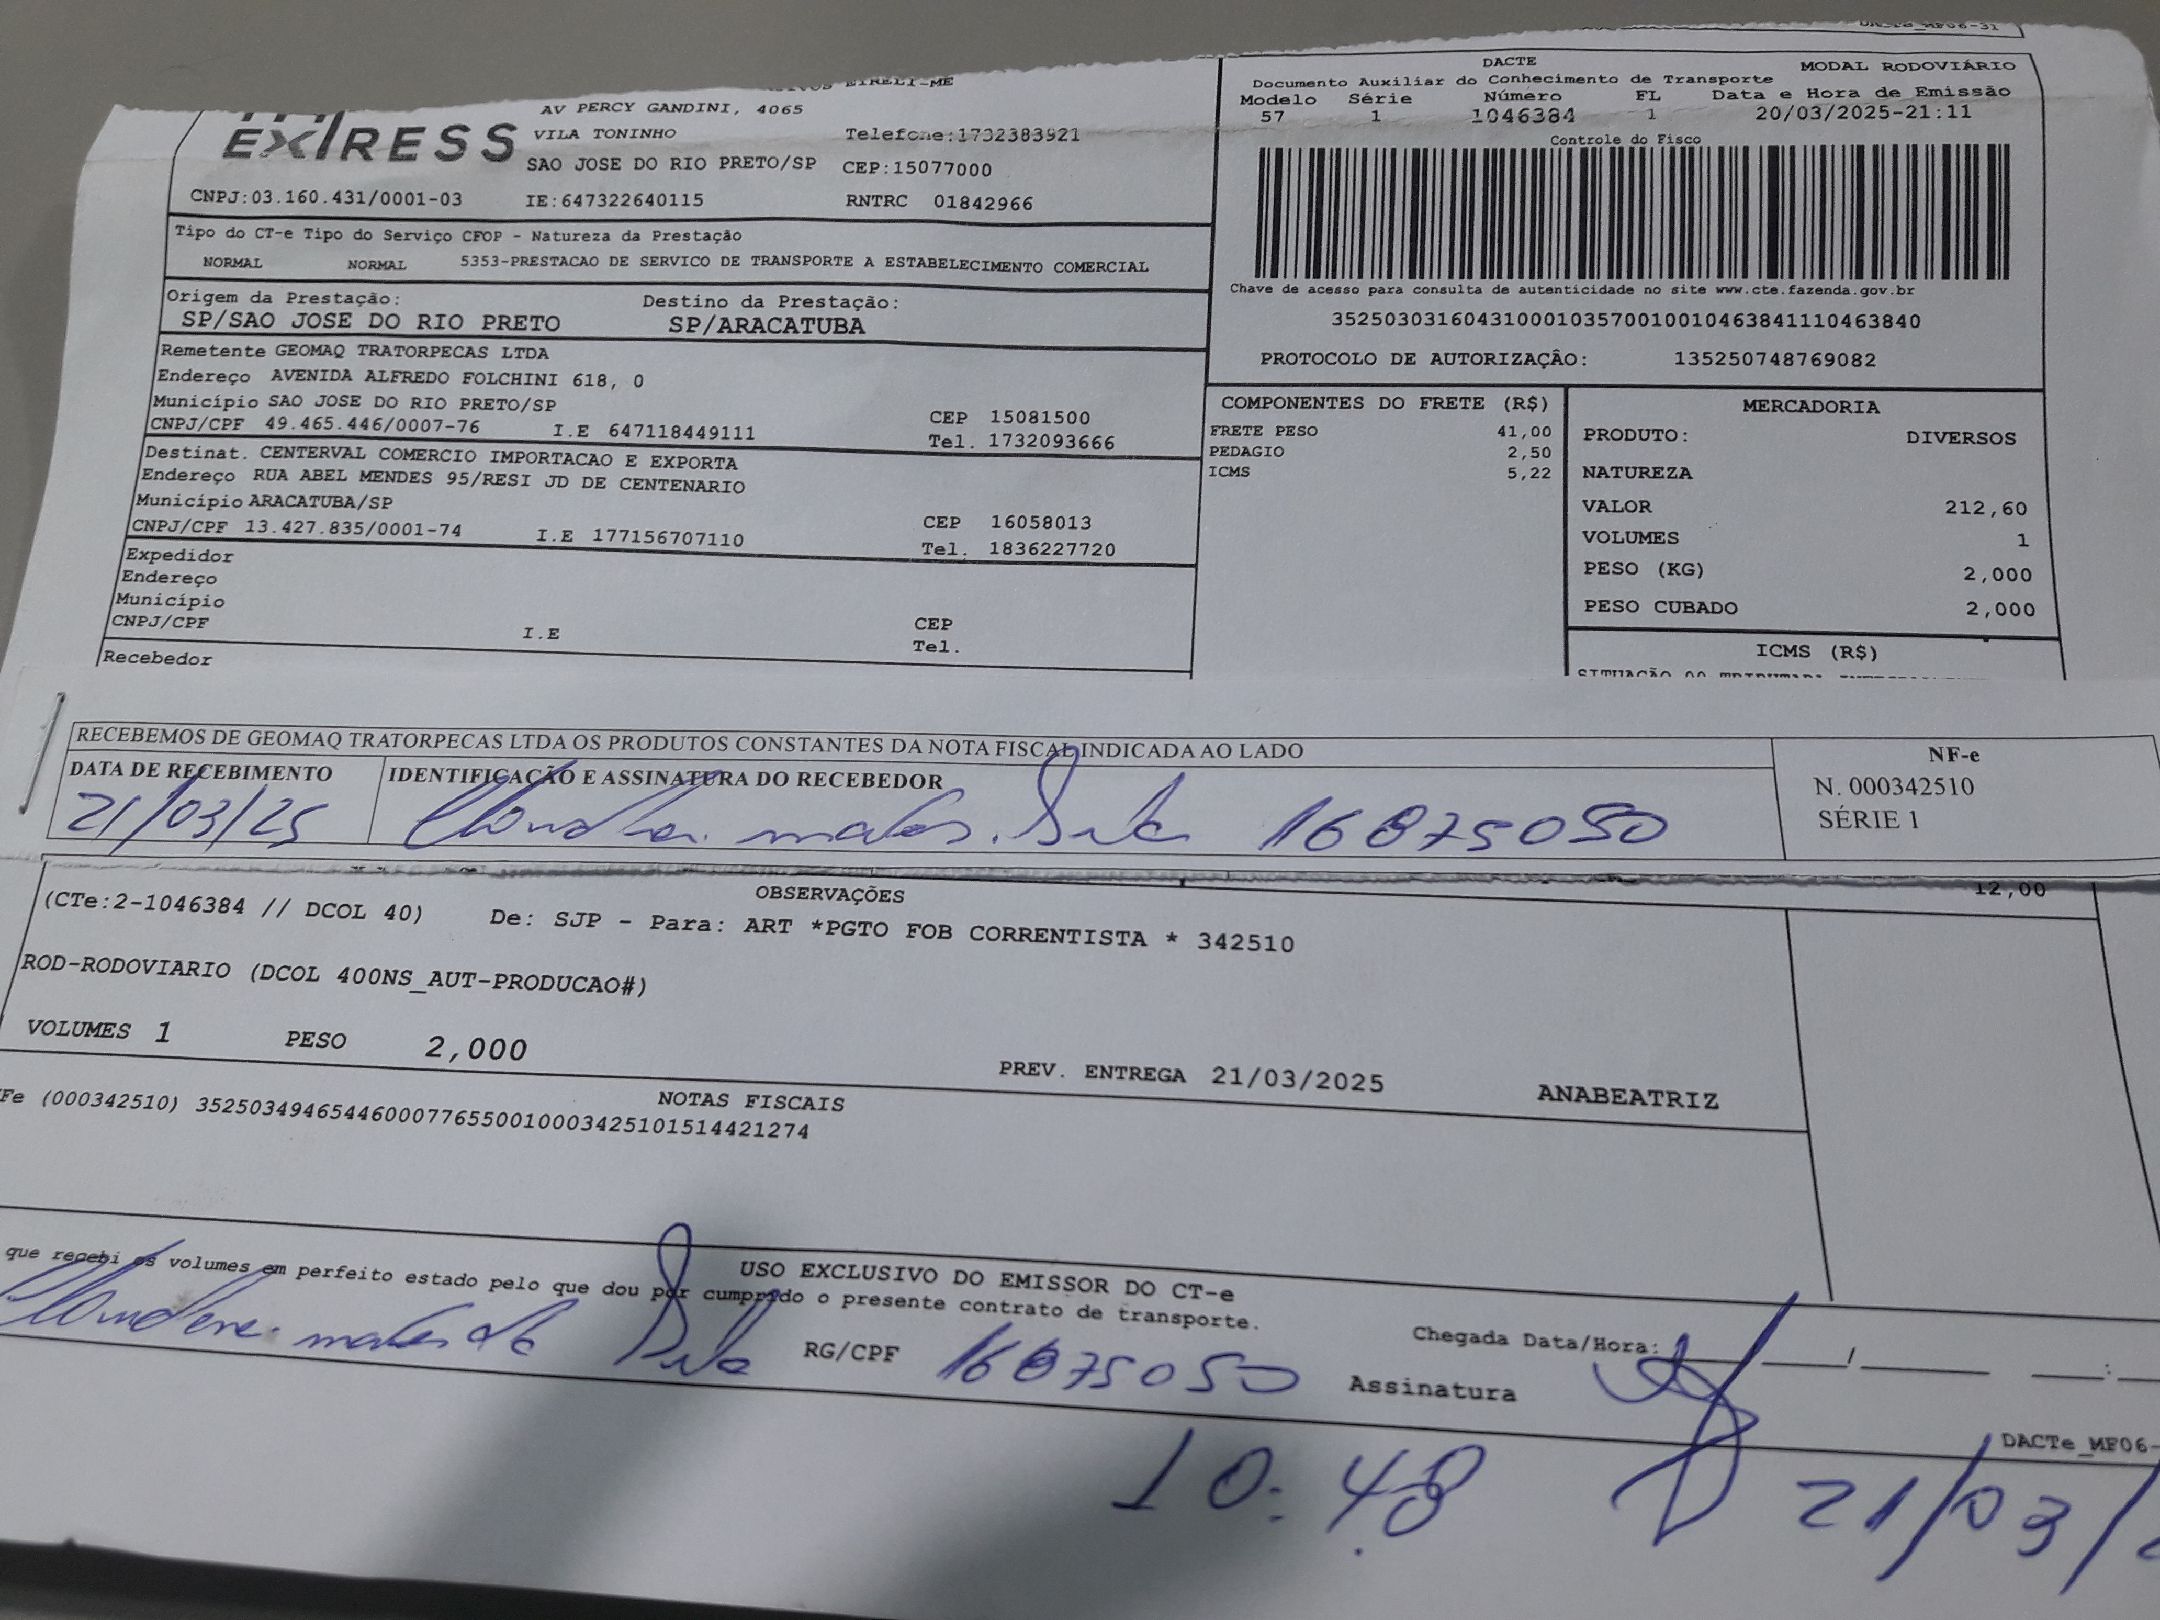 EIRELI-ME
AV PERCY GANDINI, 4065
VILA TONINHO Telefone:1732383921
SAO JOSE DO RIO PRETO/SP CEP:15077000
EXPRESS
CNPJ:03.160.431/0001-03 IE:647322640115 RNTRC 01842966
Tipo do CT-e Tipo do Serviço CFOP - Natureza da Prestação
NORMAL NORMAL 5353-PRESTACAO DE SERVICO DE TRANSPORTE A ESTABELECIMENTO COMERCIAL
Origem da Prestação: Destino da Prestação:
SP/SAO JOSE DO RIO PRETO SP/ARACATUBA
Remetente GEOMAQ TRATORPECAS LTDA
Endereço AVENIDA ALFREDO FOLCHINI 618, 0
Município SAO JOSE DO RIO PRETO/SP CEP 15081500
CNPJ/CPF 49.465.446/0007-76 I.E 647118449111 Tel. 1732093666
Destinat. CENTERVAL COMERCIO IMPORTACAO E EXPORTA
Endereço RUA ABEL MENDES 95/RESI JD DE CENTENARIO
Município ARACATUBA/SP CEP 16058013
CNPJ/CPF 13.427.835/0001-74 I.E 177156707110 Tel. 1836227720
Expedidor
Endereço
Município CEP
CNPJ/CPF I.E Tel.
Recebedor
DACTE_MF06-31
DACTE MODAL RODOVIÁRIO
Documento Auxiliar do Conhecimento de Transporte
Modelo Série Número FL Data e Hora de Emissão
57 1 1046384 1 20/03/2025-21:11
Controle do Fisco
Chave de acesso para consulta de autenticidade no site www.cte.fazenda.gov.br
35250303160431000103570010010463841110463840
PROTOCOLO DE AUTORIZAÇÂO: 135250748769082
COMPONENTES DO FRETE (R$)
FRETE PESO 41,00
PEDAGIO 2,50
ICMS 5,22
MERCADORIA
PRODUTO: DIVERSOS
NATUREZA
VALOR 212,60
VOLUMES 1
PESO (KG) 2,000
PESO CUBADO 2,000
ICMS (R$)
RECEBEMOS DE GEOMAQ TRATORPECAS LTDA OS PRODUTOS CONSTANTES DA NOTA FISCAL INDICADA AO LADO
DATA DE RECEBIMENTO IDENTIFICAÇÃO E ASSINATURA DO RECEBEDOR
21/03/25 16875050
NF-e
N. 000342510
SÉRIE 1
12,00
OBSERVAÇÕES
(CTe:2-1046384 // DCOL 40) De: SJP - Para: ART *PGTO FOB CORRENTISTA * 342510
ROD-RODOVIARIO (DCOL 400NS_AUT-PRODUCAO#)
VOLUMES 1 PESO 2,000
PREV. ENTREGA 21/03/2025 ANABEATRIZ
NOTAS FISCAIS
Fe (000342510) 35250349465446000776550010003425101514421274
USO EXCLUSIVO DO EMISSOR DO CT-e
que recebi os volumes em perfeito estado pelo que dou por cumprido o presente contrato de transporte.
RG/CPF 16875050
Chegada Data/Hora: / :
Assinatura
DACTe_MF06-
10:48 21/03/2